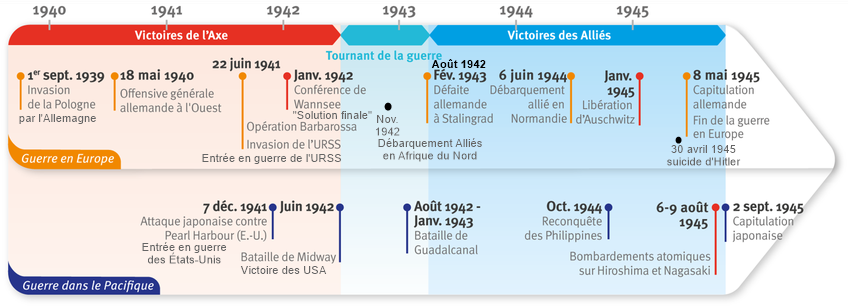 1940 1941 1942 1943 1944 1945
Victoires de l'Axe
Tournant de la guerre
Victoires des Alliés
1er sept. 1939
Invasion
de la Pologne
par l'Allemagne
18 mai 1940
Offensive générale
allemande à l'Ouest
22 juin 1941
Opération Barbarossa
Invasion de l'URSS
Entrée en guerre de l'URSS
Janv. 1942
Conférence de
Wannsee
"Solution finale"
Nov.
1942
Débarquement Alliés
en Afrique du Nord
Août 1942
Fév. 1943
Défaite
allemande
à Stalingrad
6 juin 1944
Débarquement
allié en
Normandie
Janv.
1945
Libération
d'Auschwitz
8 mai 1945
Capitulation
allemande
Fin de la guerre
en Europe
30 avril 1945
suicide d'Hitler
Guerre en Europe
7 déc. 1941
Attaque japonaise contre
Pearl Harbour (E.-U.)
Entrée en guerre
des États-Unis
Juin 1942
Bataille de Midway
Victoire des USA
Août 1942 -
Janv. 1943
Bataille de
Guadalcanal
Oct. 1944
Reconquête
des Philippines
6-9 août
1945
Bombardements atomiques
sur Hiroshima et Nagasaki
2 sept. 1945
Capitulation
japonaise
Guerre dans le Pacifique